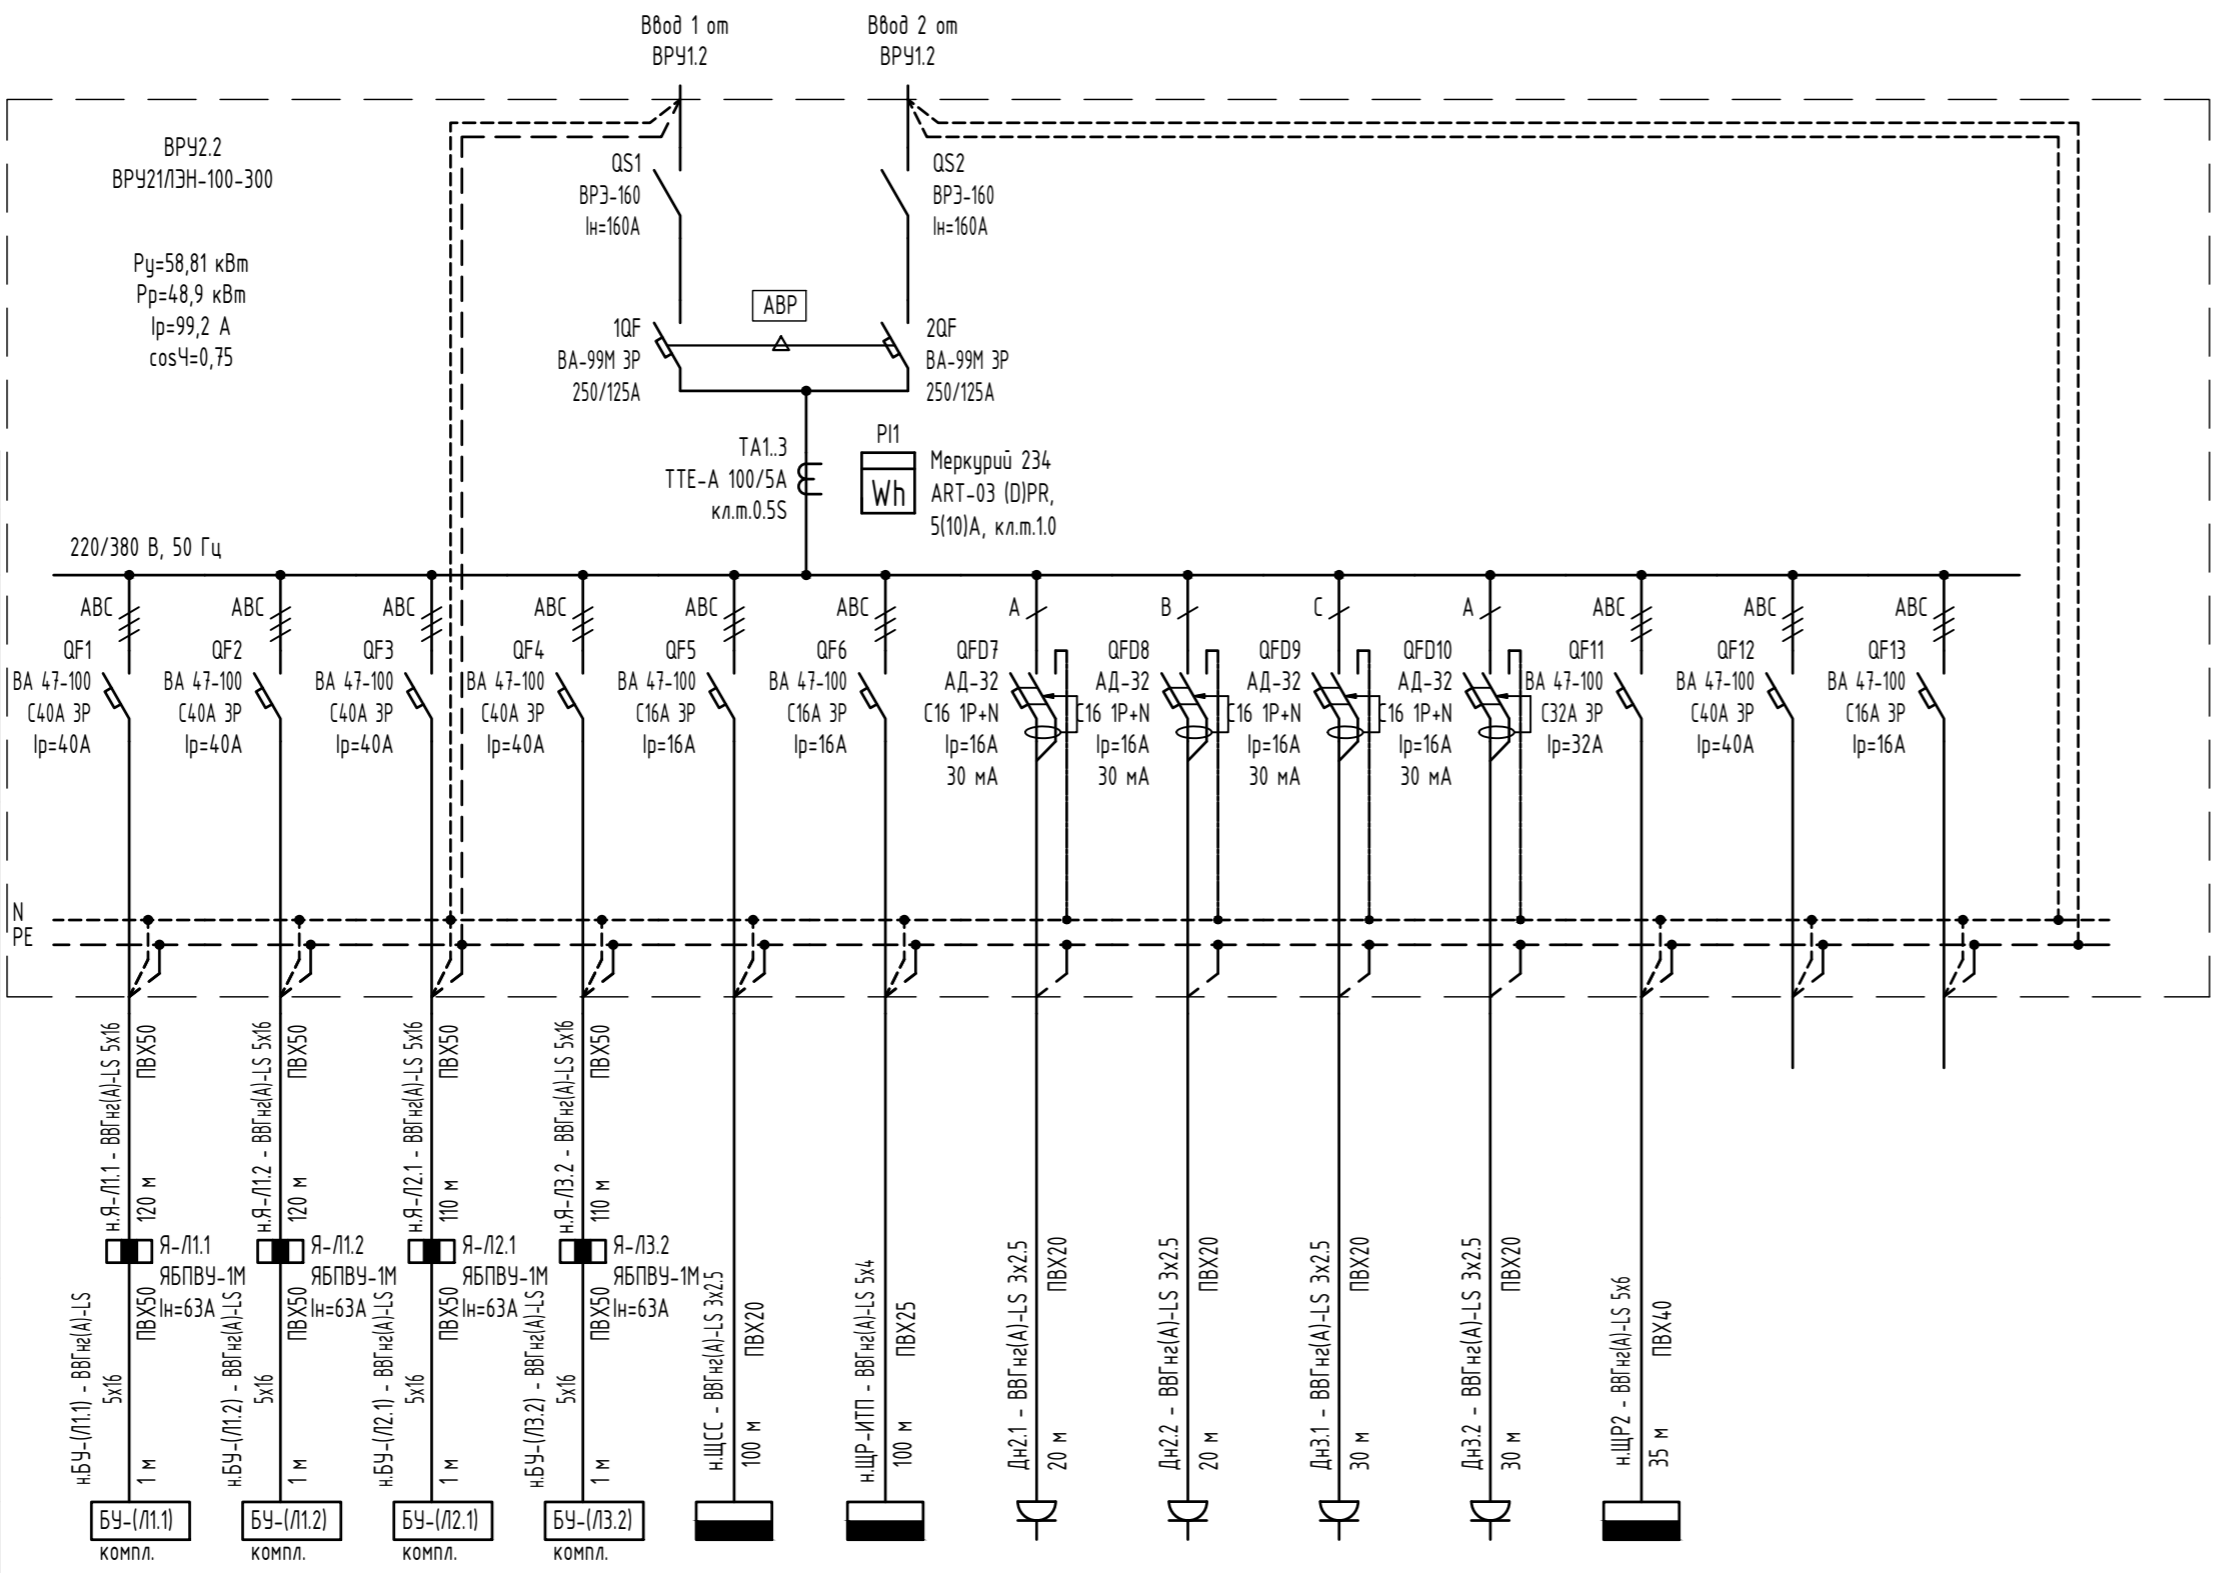 Ввод 1 от
ВРУ1.2
Ввод 2 от
ВРУ1.2
ВРУ2.2
ВРУ21ЛЭН-100-300
Ру=58,81 кВт
Рр=48,9 кВт
Iр=99,2 А
cosЧ=0,75
QS1
ВРЭ-160
Iн=160А
QS2
ВРЭ-160
Iн=160А
АВР
1QF
ВА-99М 3Р
250/125А
2QF
ВА-99М 3Р
250/125А
ТА1..3
ТТЕ-А 100/5А
кл.т.0.5S
PI1
Wh
Меркурий 234
ART-03 (D)PR,
5(10)А, кл.т.1.0
220/380 В, 50 Гц
АВС
QF1
ВА 47-100
С40А 3Р
Iр=40А
АВС
QF2
ВА 47-100
С40А 3Р
Iр=40А
АВС
QF3
ВА 47-100
С40А 3Р
Iр=40А
АВС
QF4
ВА 47-100
С40А 3Р
Iр=40А
АВС
QF5
ВА 47-100
С16А 3Р
Iр=16А
АВС
QF6
ВА 47-100
С16А 3Р
Iр=16А
А
QFD7
АД-32
С16 1Р+N
Iр=16А
30 мА
В
QFD8
АД-32
С16 1Р+N
Iр=16А
30 мА
С
QFD9
АД-32
С16 1Р+N
Iр=16А
30 мА
А
QFD10
АД-32
С16 1Р+N
Iр=16А
30 мА
АВС
QF11
ВА 47-100
С32А 3Р
Iр=32А
АВС
QF12
ВА 47-100
С40А 3Р
Iр=40А
АВС
QF13
ВА 47-100
С16А 3Р
Iр=16А
N
PE
н.Я-Л1.1 - ВВГнг(А)-LS 5х16
ПВХ50
120 м
Я-Л1.1
ЯБПВУ-1М
Iн=63А
н.БУ-(Л1.1) - ВВГнг(А)-LS
5х16
ПВХ50
1 м
БУ-(Л1.1)
компл.
н.Я-Л1.2 - ВВГнг(А)-LS 5х16
ПВХ50
120 м
Я-Л1.2
ЯБПВУ-1М
Iн=63А
н.БУ-(Л1.2) - ВВГнг(А)-LS
5х16
ПВХ50
1 м
БУ-(Л1.2)
компл.
н.Я-Л2.1 - ВВГнг(А)-LS 5х16
ПВХ50
110 м
Я-Л2.1
ЯБПВУ-1М
Iн=63А
н.БУ-(Л2.1) - ВВГнг(А)-LS
5х16
ПВХ50
1 м
БУ-(Л2.1)
компл.
н.Я-Л3.2 - ВВГнг(А)-LS 5х16
ПВХ50
110 м
Я-Л3.2
ЯБПВУ-1М
Iн=63А
н.БУ-(Л3.2) - ВВГнг(А)-LS
5х16
ПВХ50
1 м
БУ-(Л3.2)
компл.
н.ЩСС - ВВГнг(А)-LS 3х2.5
ПВХ20
100 м
н.ЩР-ИТП - ВВГнг(А)-LS 5х4
ПВХ25
100 м
Дн2.1 - ВВГнг(А)-LS 3х2.5
ПВХ20
20 м
Дн2.2 - ВВГнг(А)-LS 3х2.5
ПВХ20
20 м
Дн3.1 - ВВГнг(А)-LS 3х2.5
ПВХ20
30 м
Дн3.2 - ВВГнг(А)-LS 3х2.5
ПВХ20
30 м
н.ЩР2 - ВВГнг(А)-LS 5х6
ПВХ40
35 м